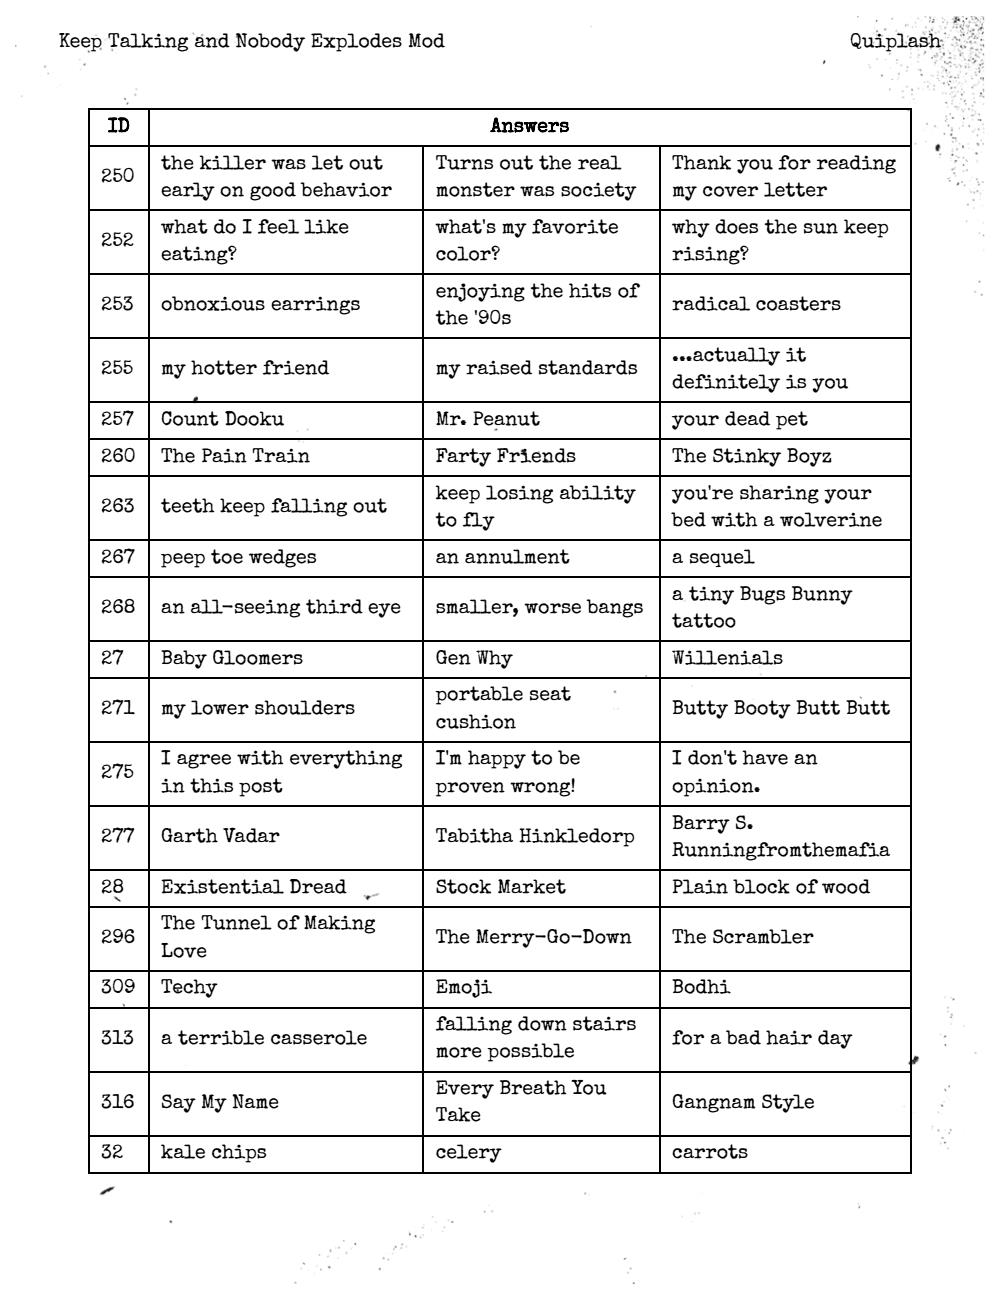 Keep Talking and Nobody Explodes Mod
Quiplash
ID
Answers
250
the killer was let out
early on good behavior
Turns out the real
monster was society
Thank you for reading
my cover letter
252
what do I feel like
eating?
what's my favorite
color?
why does the sun keep
rising?
253
obnoxious earrings
enjoying the hits of
the '90s
radical coasters
255
my hotter friend
my raised standards
...actually it
definitely is you
257
Count Dooku
Mr. Peanut
your dead pet
260
The Pain Train
Farty Friends
The Stinky Boyz
263
teeth keep falling out
keep losing ability
to fly
you're sharing your
bed with a wolverine
267
peep toe wedges
an annulment
a sequel
268
an all-seeing third eye
smaller, worse bangs
a tiny Bugs Bunny
tattoo
27
Baby Gloomers
Gen Why
Willenials
271
my lower shoulders
portable seat
cushion
Butty Booty Butt Butt
275
I agree with everything
in this post
I'm happy to be
proven wrong!
I don't have an
opinion.
277
Garth Vadar
Tabitha Hinkledorp
Barry S.
Runningfromthemafia
28
Existential Dread
Stock Market
Plain block of wood
296
The Tunnel of Making
Love
The Merry-Go-Down
The Scrambler
309
Techy
Emoji
Bodhi
313
a terrible casserole
falling down stairs
more possible
for a bad hair day
316
Say My Name
Every Breath You
Take
Gangnam Style
32
kale chips
celery
carrots